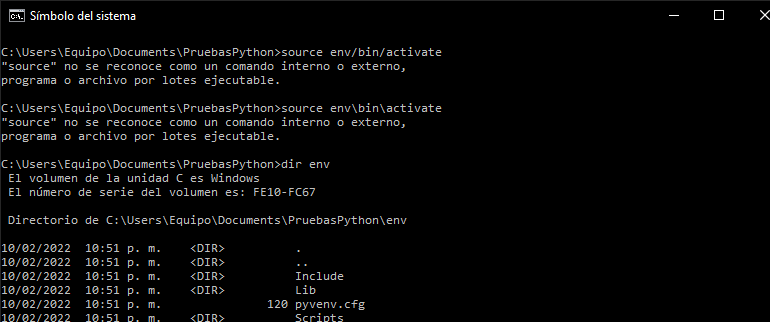 Símbolo del sistema
C:\Users\Equipo\Documents\PruebasPython>source env/bin/activate
"source" no se reconoce como un comando interno o externo,
programa o archivo por lotes ejecutable.
C:\Users\Equipo\Documents\PruebasPython>source env\bin\activate
"source" no se reconoce como un comando interno o externo,
programa o archivo por lotes ejecutable.
C:\Users\Equipo\Documents\PruebasPython>dir env
El volumen de la unidad C es Windows
El número de serie del volumen es: FE10-FC67
Directorio de C:\Users\Equipo\Documents\PruebasPython\env
10/02/2022  10:51 p. m.    <DIR>          .
10/02/2022  10:51 p. m.    <DIR>          ..
10/02/2022  10:51 p. m.    <DIR>          Include
10/02/2022  10:51 p. m.    <DIR>          Lib
10/02/2022  10:51 p. m.               120 pyvenv.cfg
10/02/2022  10:51 p. m.    <DIR>          Scripts